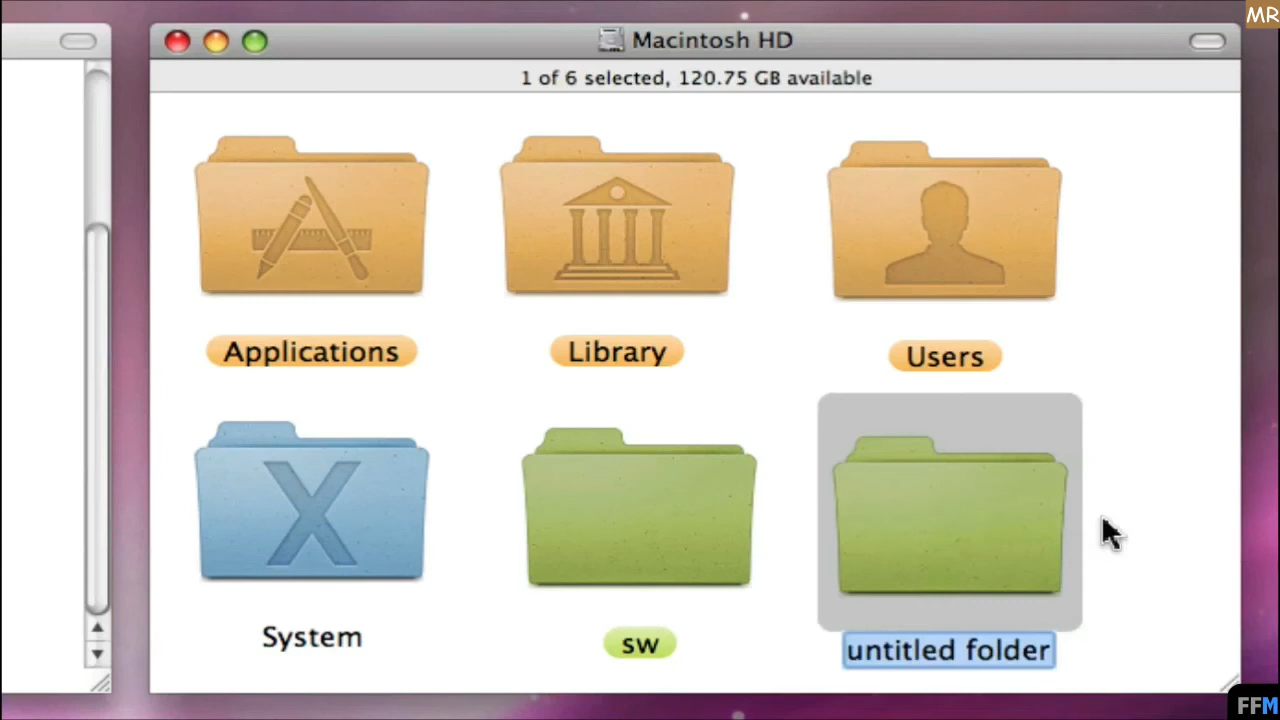 MR
Macintosh HD
1 of 6 selected, 120.75 GB available
Applications
Library
Users
X
System
sw
untitled folder
FFM